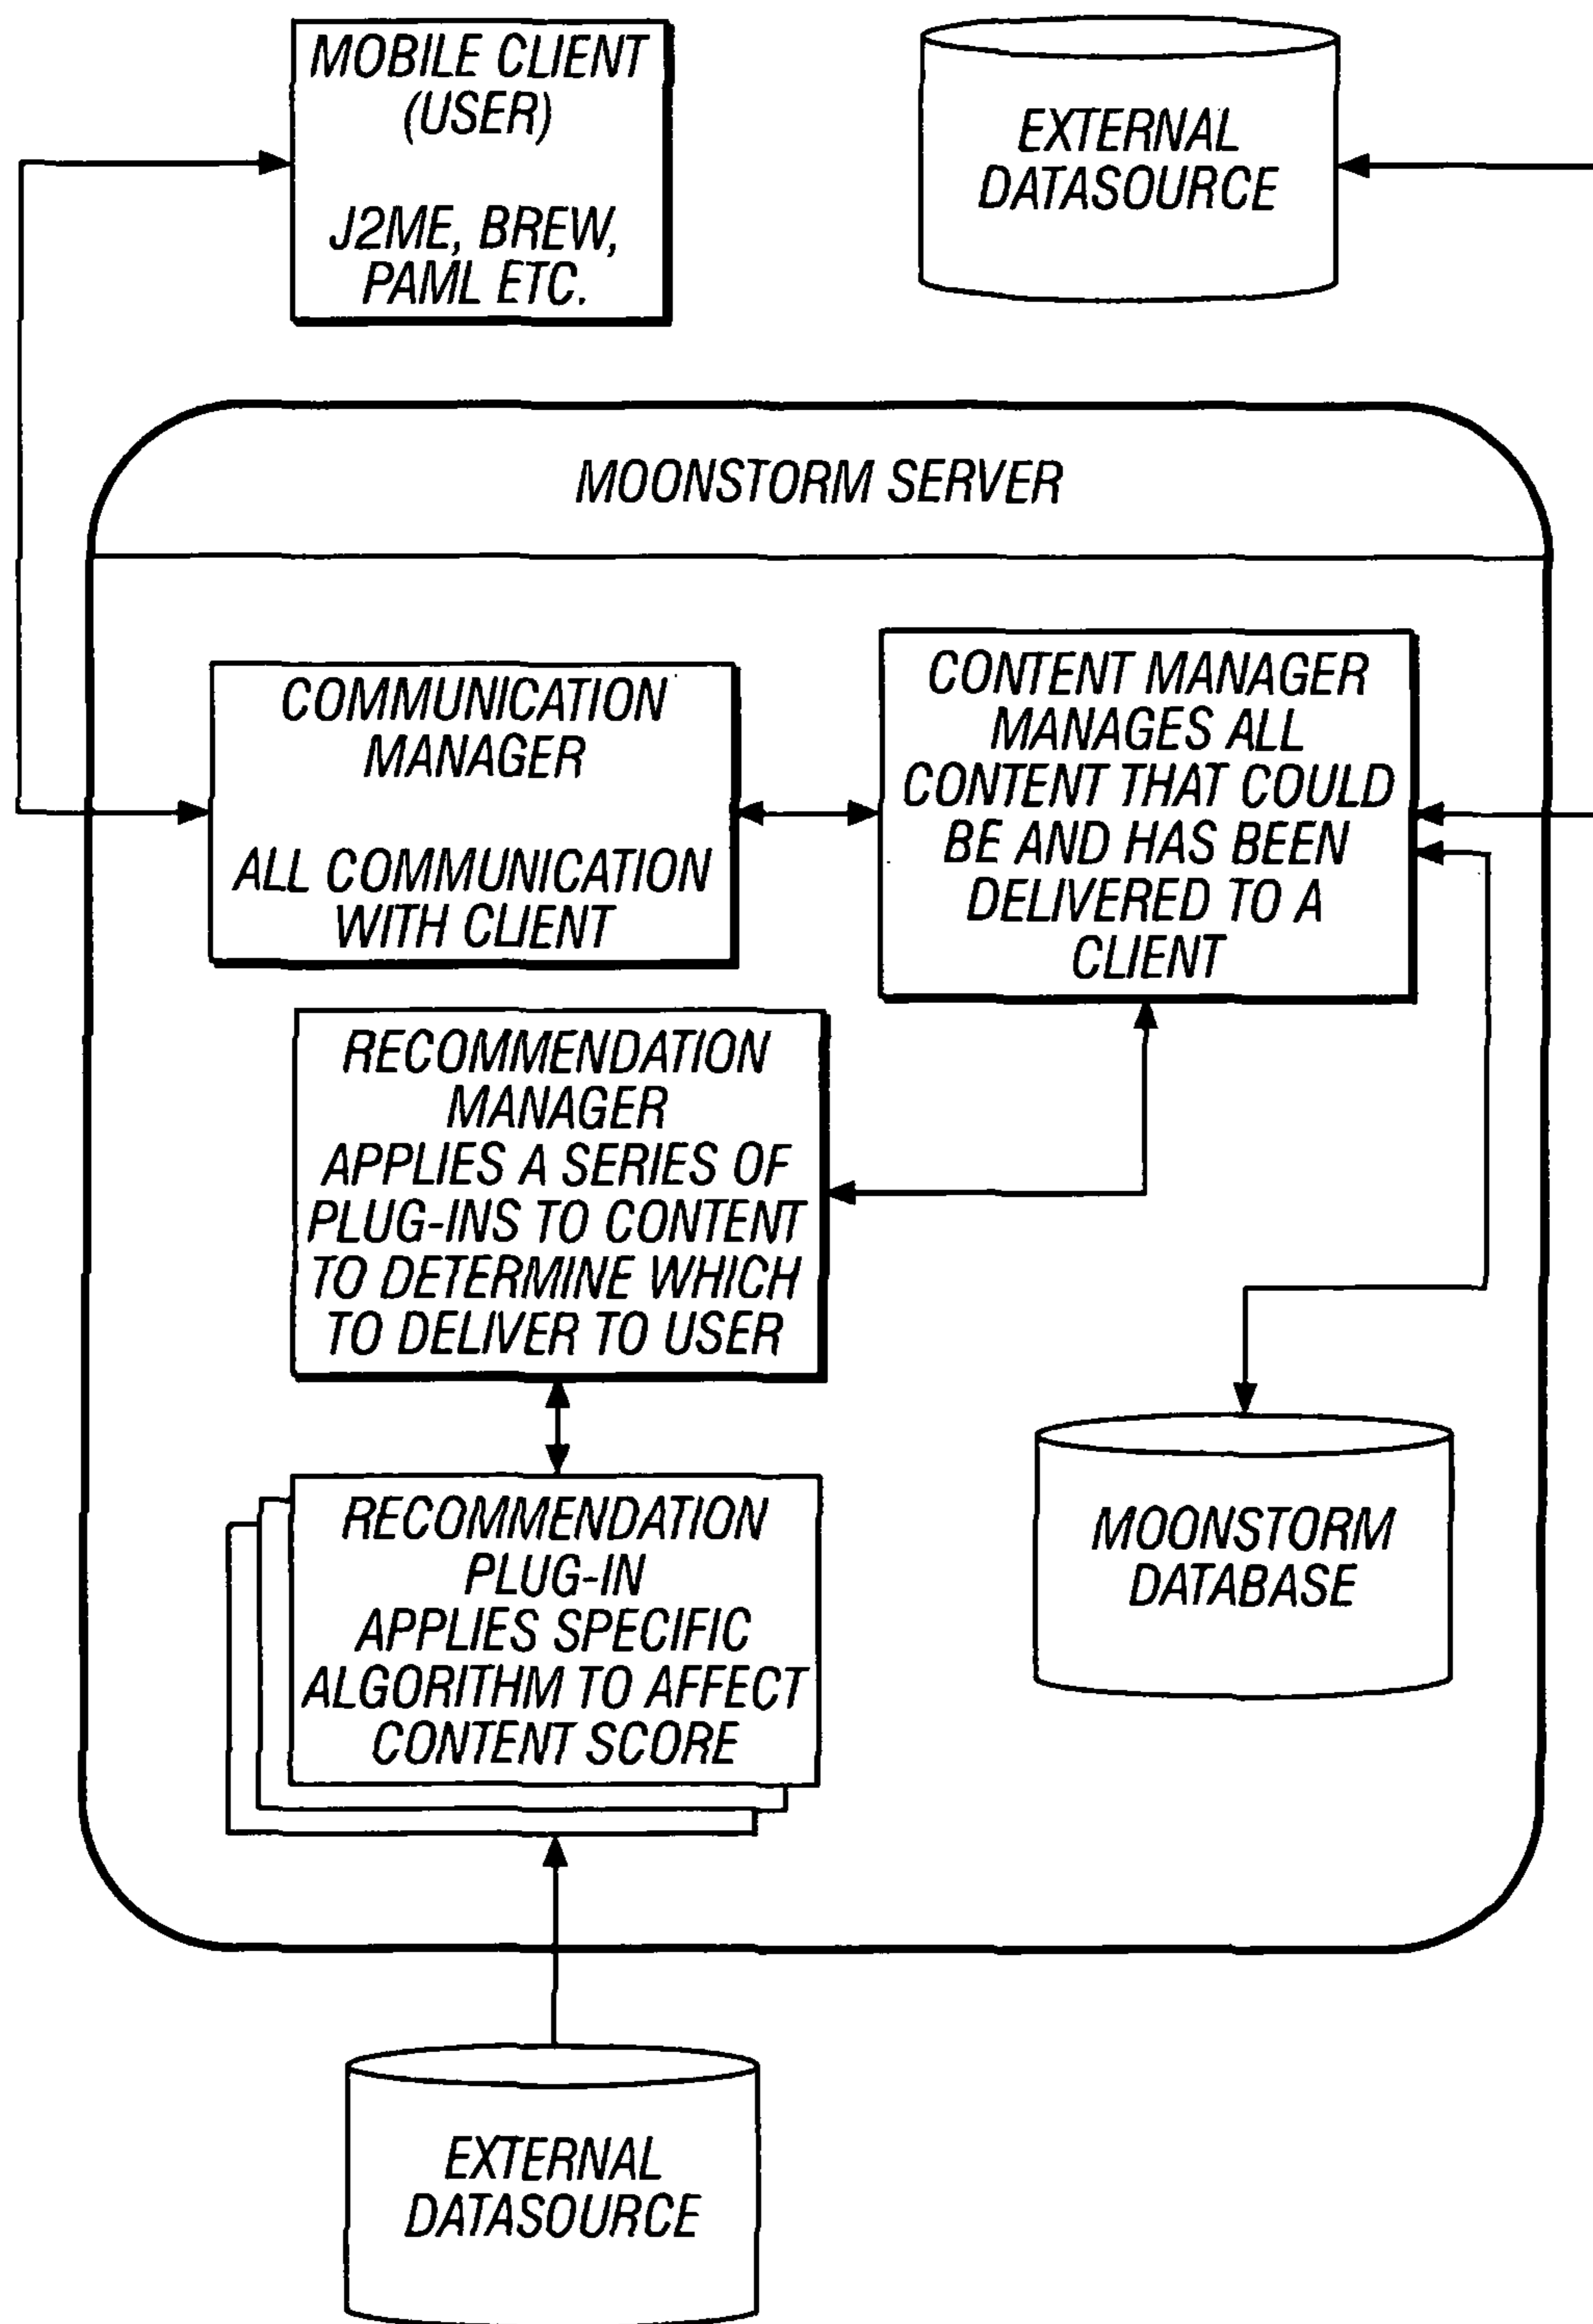 MOBILE CLIENT
(USER)
J2ME, BREW,
PAML ETC.
EXTERNAL
DATASOURCE
MOONSTORM SERVER
COMMUNICATION
MANAGER
ALL COMMUNICATION
WITH CLIENT
CONTENT MANAGER
MANAGES ALL
CONTENT THAT COULD
BE AND HAS BEEN
DELIVERED TO A
CLIENT
RECOMMENDATION
MANAGER
APPLIES A SERIES OF
PLUG-INS TO CONTENT
TO DETERMINE WHICH
TO DELIVER TO USER
RECOMMENDATION
PLUG-IN
APPLIES SPECIFIC
ALGORITHM TO AFFECT
CONTENT SCORE
MOONSTORM
DATABASE
EXTERNAL
DATASOURCE